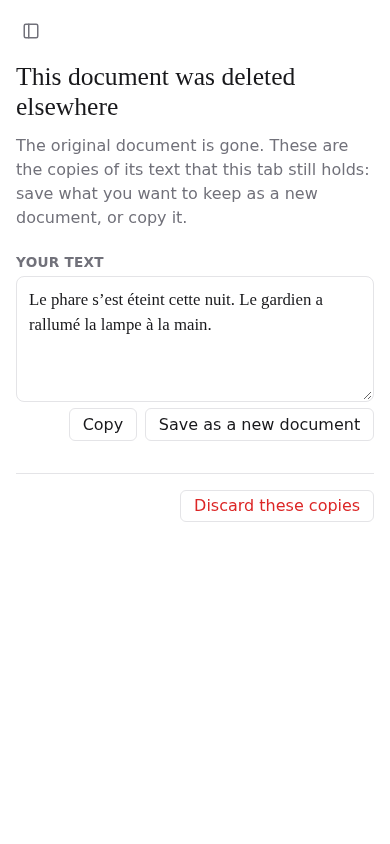 This document was deleted
elsewhere
The original document is gone. These are
the copies of its text that this tab still holds:
save what you want to keep as a new
document, or copy it.
YOUR TEXT
Le phare s’est éteint cette nuit. Le gardien a
rallumé la lampe à la main.
Copy
Save as a new document
Discard these copies